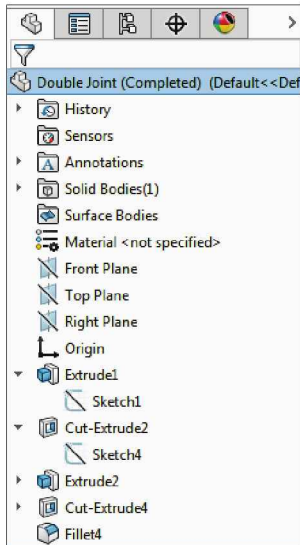 Double Joint (Completed) (Default<<Def
History
Sensors
Annotations
Solid Bodies(1)
Surface Bodies
Material <not specified>
Front Plane
Top Plane
Right Plane
Origin
Extrude1
Sketch1
Cut-Extrude2
Sketch4
Extrude2
Cut-Extrude4
Fillet4